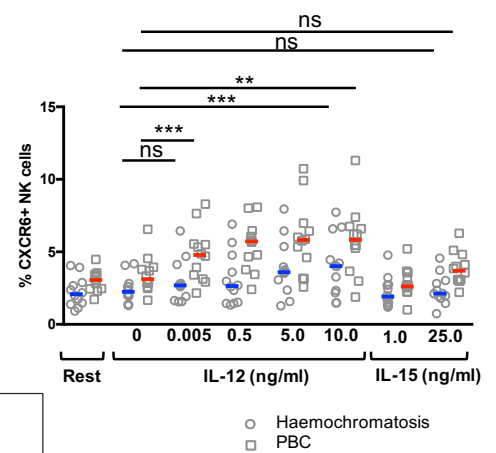 ns
ns
**
***
***
ns
15
10
5
0
% CXCR6+ NK cells
0 0.005 0.5 5.0 10.0 1.0 25.0
Rest IL-12 (ng/ml) IL-15 (ng/ml)
Haemochromatosis
PBC